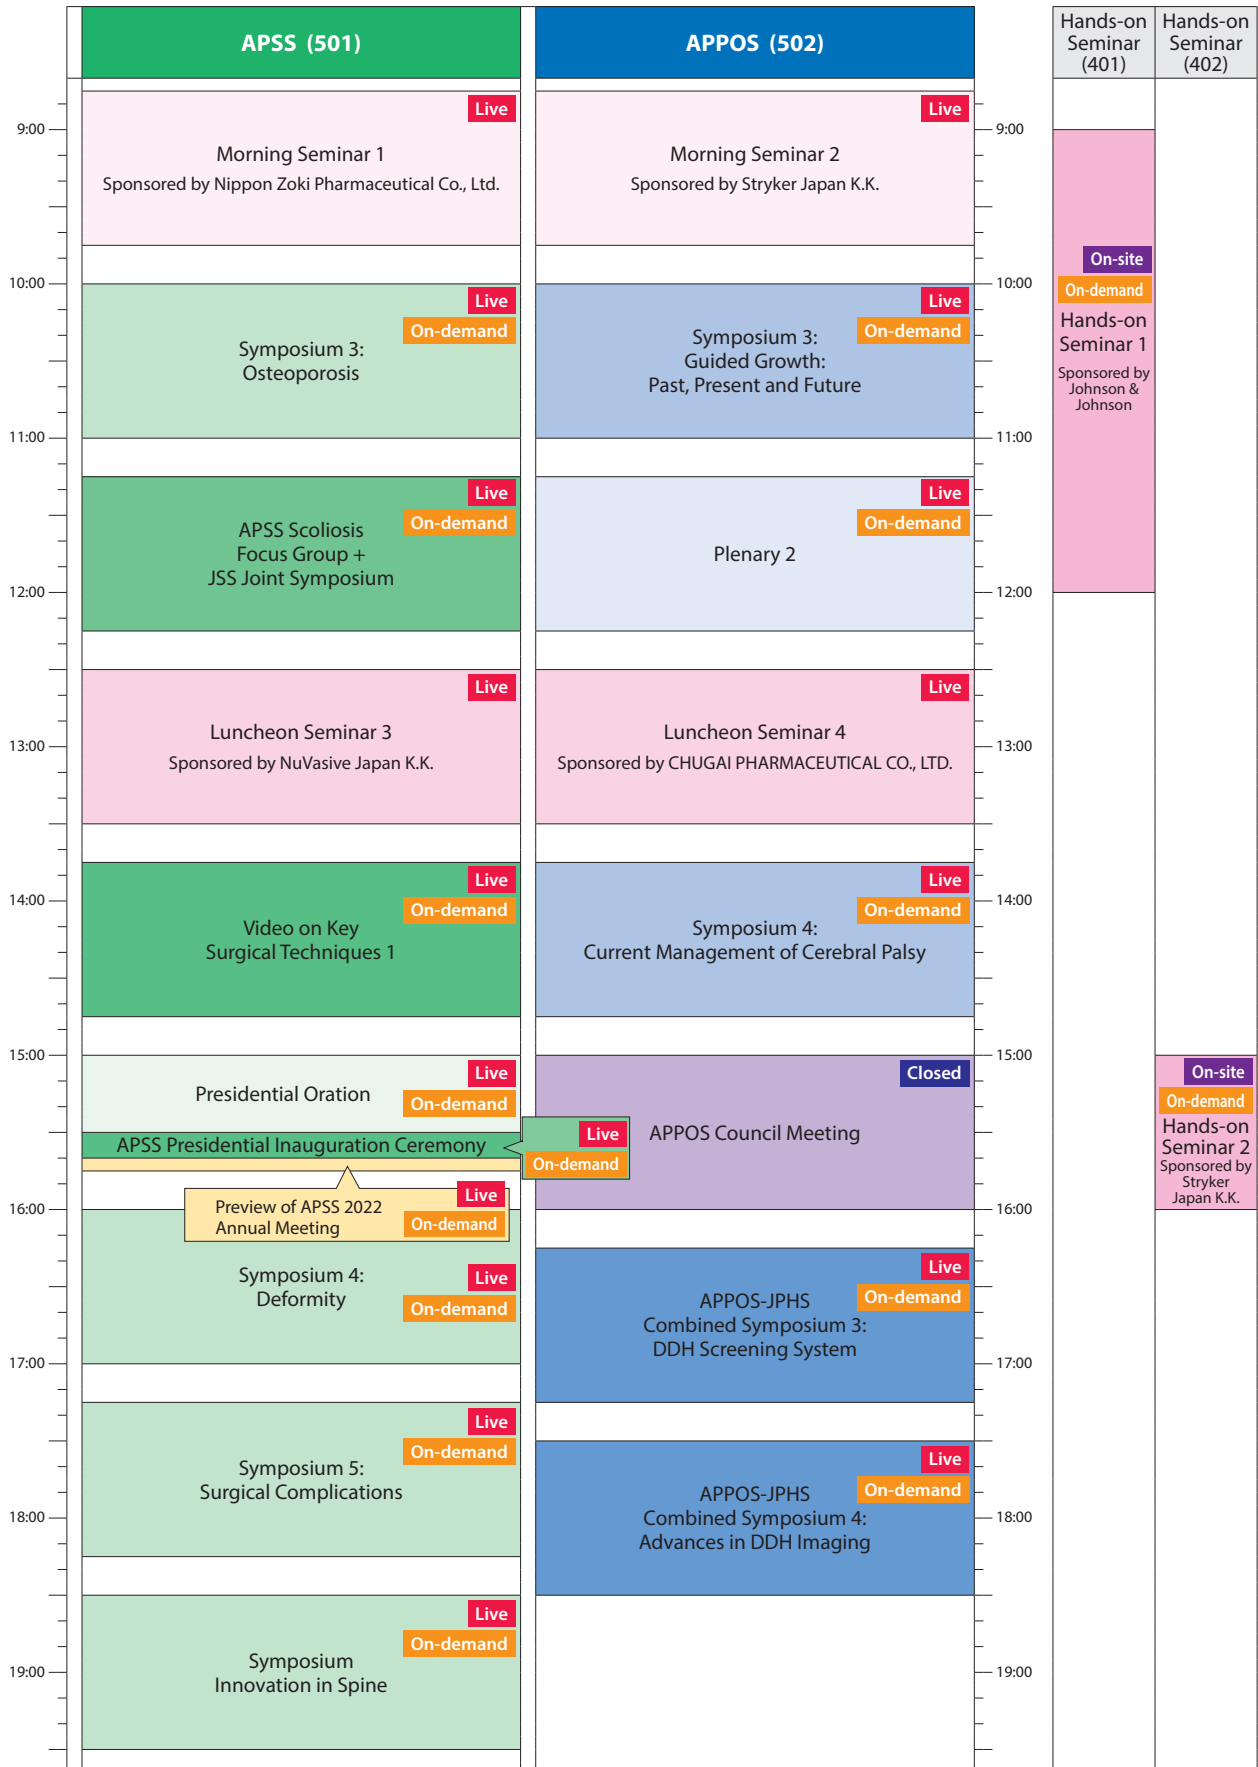 APSS (501)
APPOS (502)
Hands-on
Seminar
(401)
Hands-on
Seminar
(402)
9:00
10:00
11:00
12:00
13:00
14:00
15:00
16:00
17:00
18:00
19:00
Live
Morning Seminar 1
Sponsored by Nippon Zoki Pharmaceutical Co., Ltd.
Live
On-demand
Symposium 3:
Osteoporosis
Live
On-demand
APSS Scoliosis
Focus Group +
JSS Joint Symposium
Live
Luncheon Seminar 3
Sponsored by NuVasive Japan K.K.
Live
On-demand
Video on Key
Surgical Techniques 1
Live
On-demand
Presidential Oration
APSS Presidential Inauguration Ceremony
Live
On-demand
Preview of APSS 2022
Annual Meeting
Live
On-demand
Symposium 4:
Deformity
Live
On-demand
Live
On-demand
Symposium 5:
Surgical Complications
Live
On-demand
Symposium
Innovation in Spine
Live
Morning Seminar 2
Sponsored by Stryker Japan K.K.
Live
On-demand
Symposium 3:
Guided Growth:
Past, Present and Future
Live
On-demand
Plenary 2
Live
Luncheon Seminar 4
Sponsored by CHUGAI PHARMACEUTICAL CO., LTD.
Live
On-demand
Symposium 4:
Current Management of Cerebral Palsy
Closed
APPOS Council Meeting
Live
On-demand
APPOS-JPHS
Combined Symposium 3:
DDH Screening System
Live
On-demand
APPOS-JPHS
Combined Symposium 4:
Advances in DDH Imaging
9:00
10:00
11:00
12:00
13:00
14:00
15:00
16:00
17:00
18:00
19:00
On-site
On-demand
Hands-on
Seminar 1
Sponsored by
Johnson &
Johnson
On-site
On-demand
Hands-on
Seminar 2
Sponsored by
Stryker
Japan K.K.